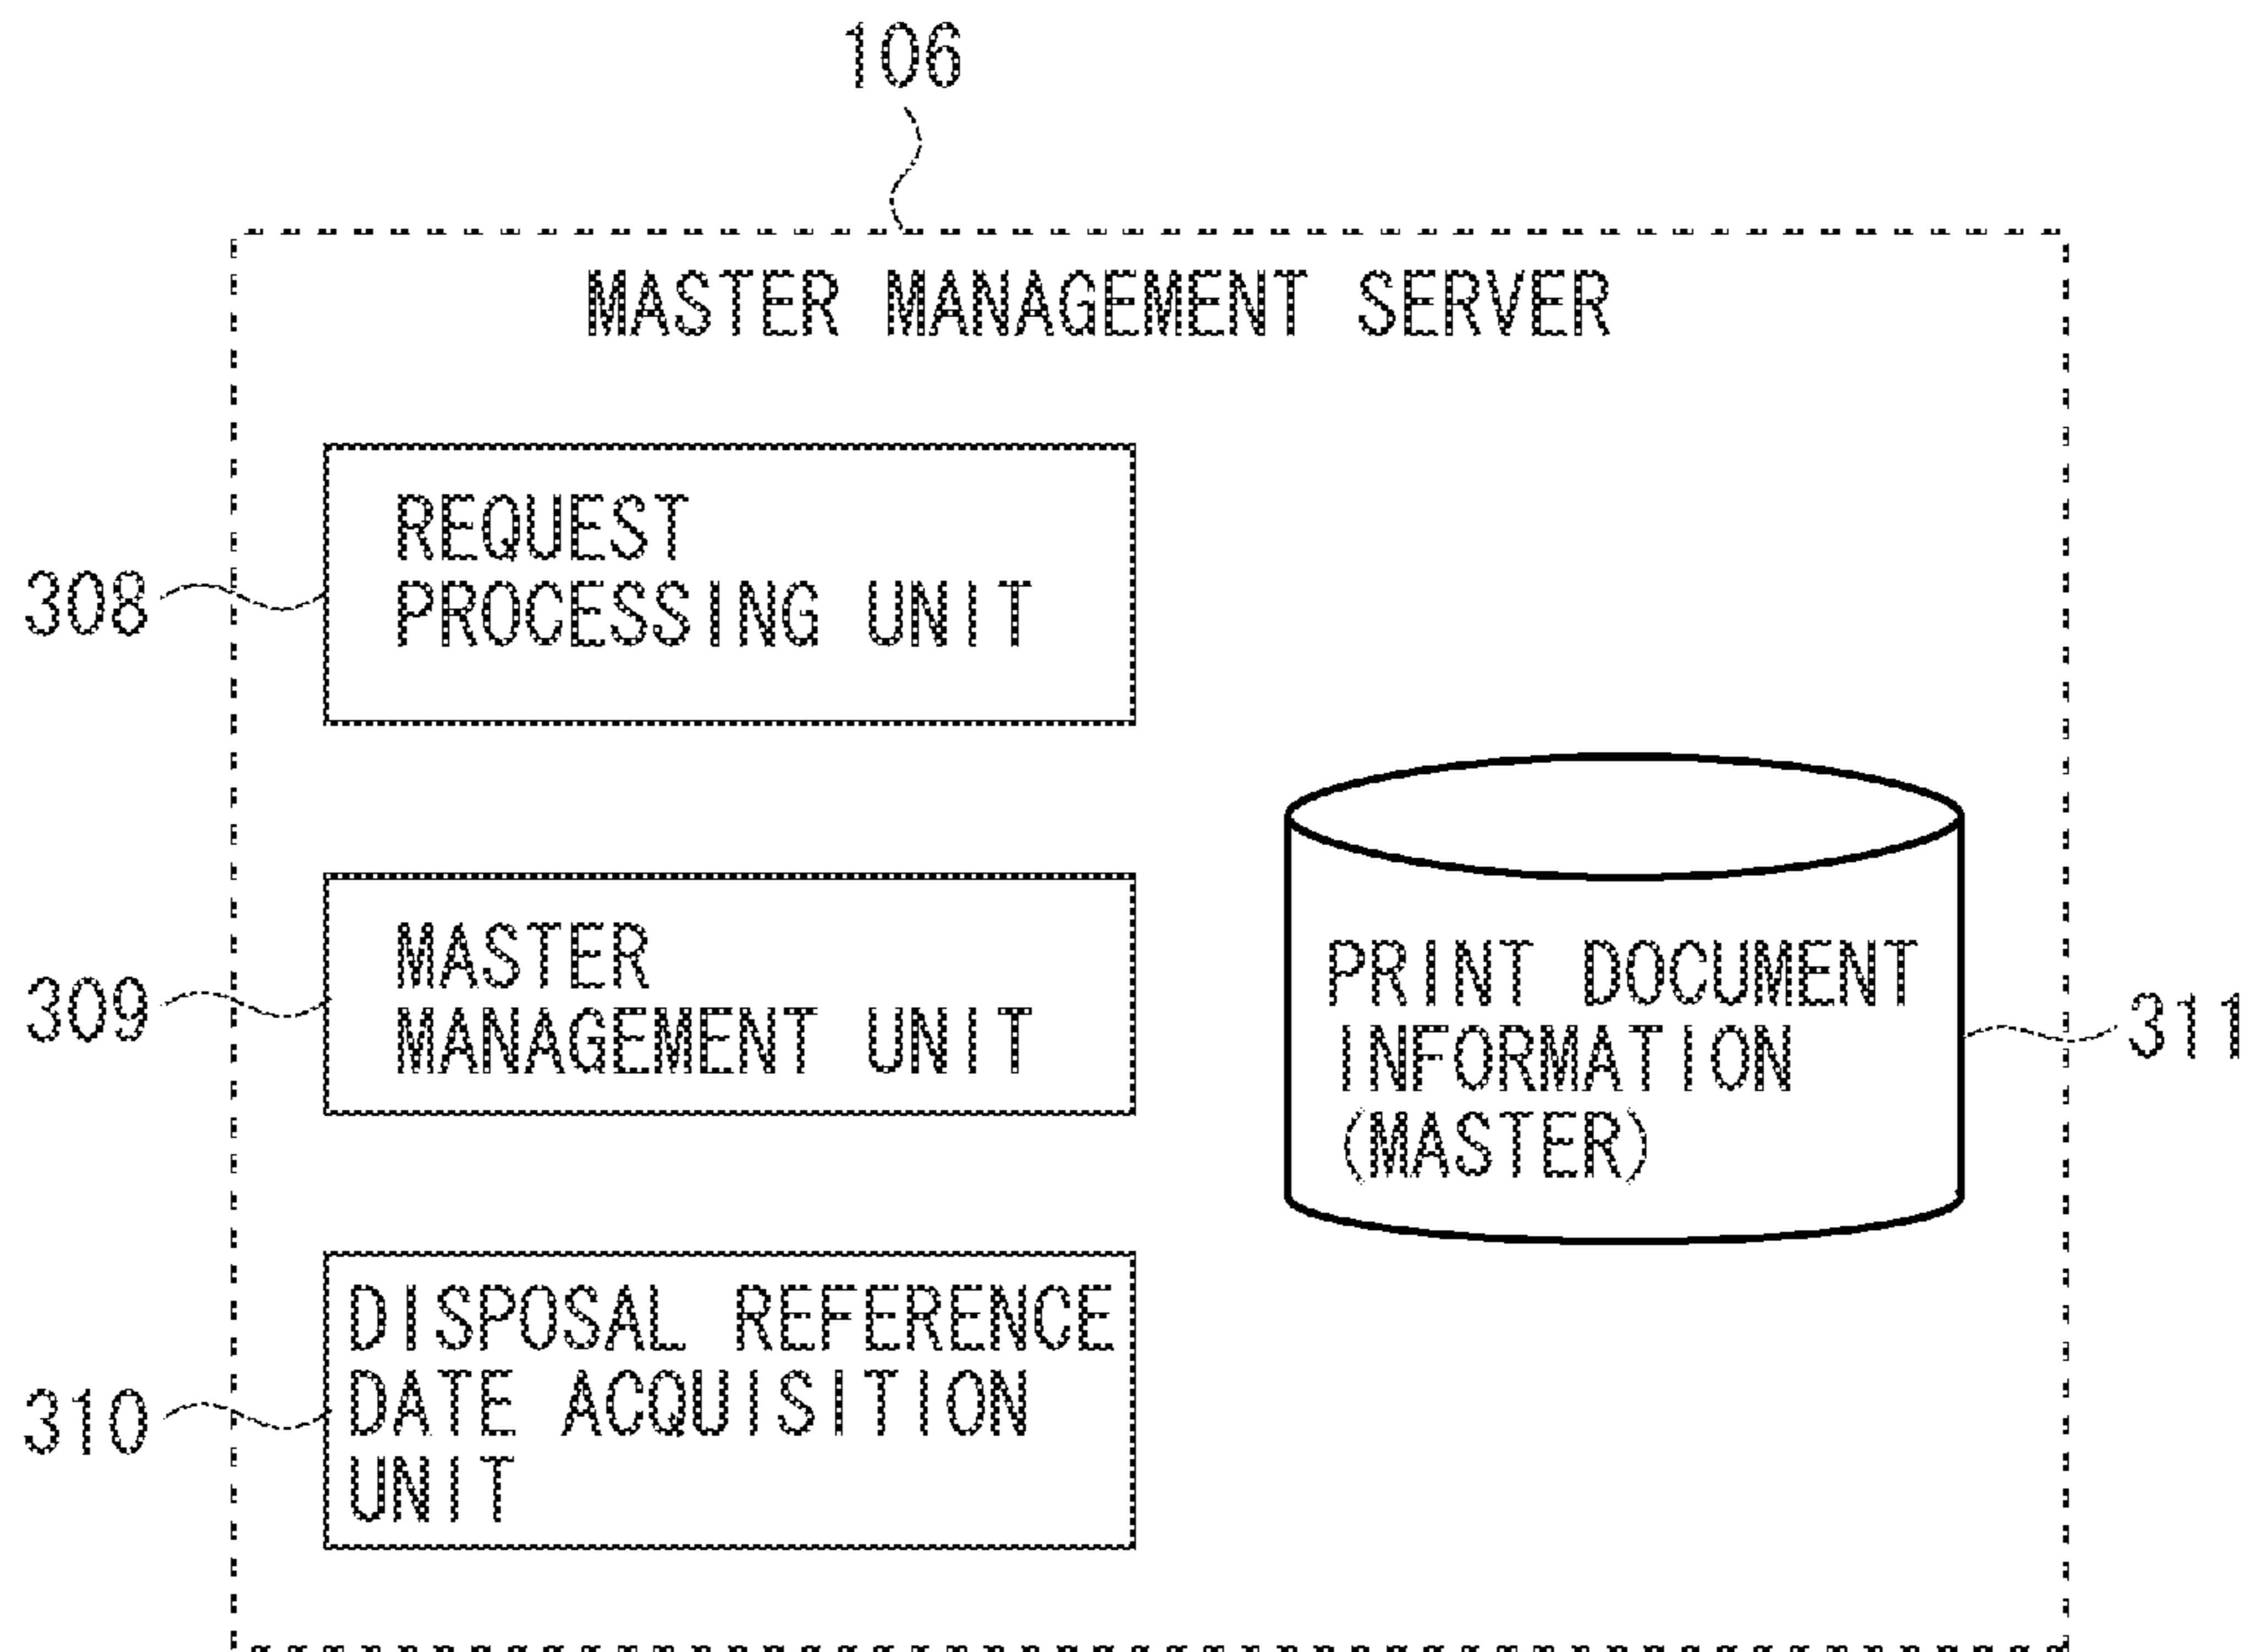 106
MASTER MANAGEMENT SERVER
308
REQUEST
PROCESSING UNIT
309
MASTER
MANAGEMENT UNIT
310
DISPOSAL REFERENCE
DATE ACQUISITION
UNIT
PRINT DOCUMENT
INFORMATION
(MASTER)
311